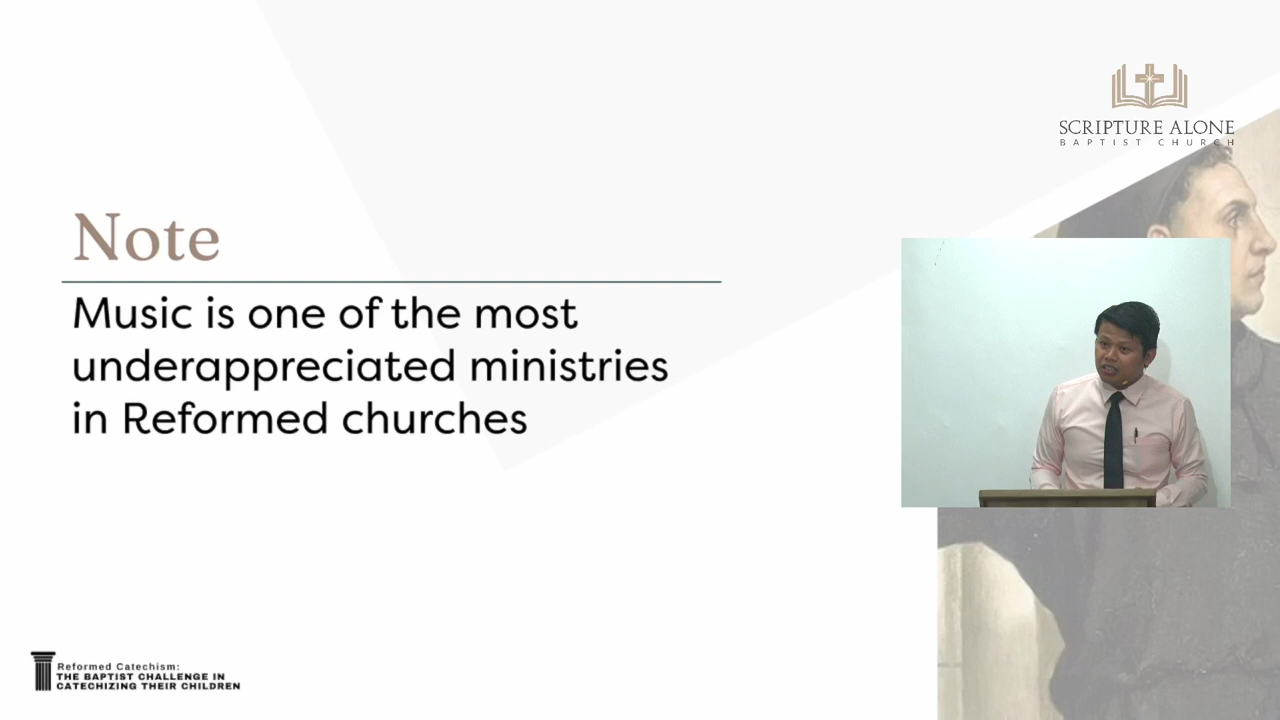 SCRIPTURE ALONE
BAPTIST CHURCH
Note
Music is one of the most
underappreciated ministries
in Reformed churches
Reformed Catechism:
THE BAPTIST CHALLENGE IN
CATECHIZING THEIR CHILDREN